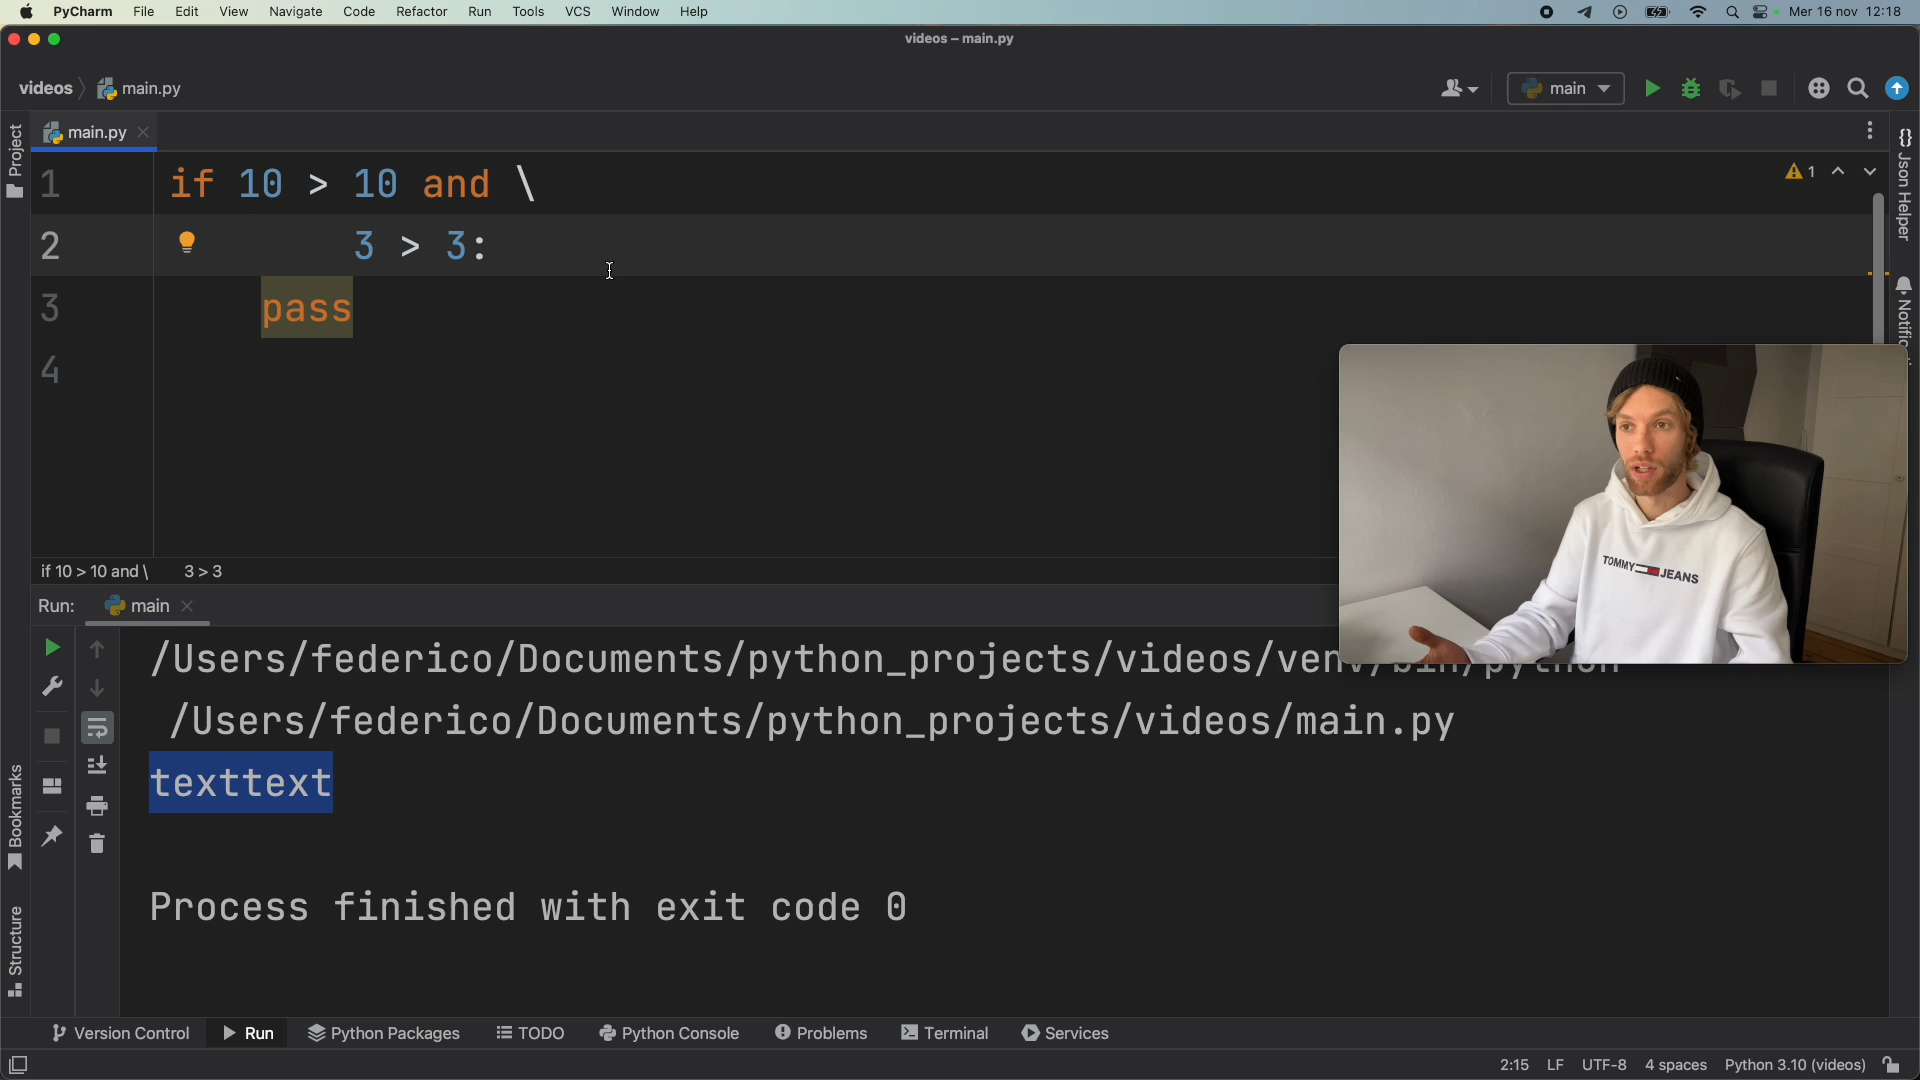 PyCharm File Edit View Navigate Code Refactor Run Tools VCS Window Help Mer 16 nov 12:18
videos – main.py
videos main.py main
Project main.py
1 if 10 > 10 and \
2 3 > 3:
3 pass
4
1
Json Helper
if 10 > 10 and \ 3 > 3
TOMMY JEANS
Run: main
/Users/federico/Documents/python_projects/videos/venv/bin/python
/Users/federico/Documents/python_projects/videos/main.py
texttext
Process finished with exit code 0
Bookmarks
Structure
Version Control Run Python Packages TODO Python Console Problems Terminal Services
2:15 LF UTF-8 4 spaces Python 3.10 (videos)